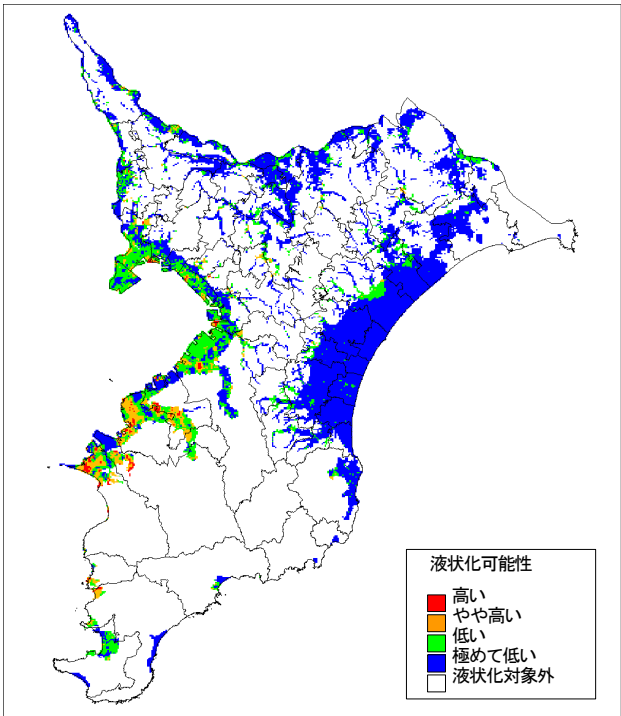 液状化可能性
高い
やや高い
低い
極めて低い
液状化対象外